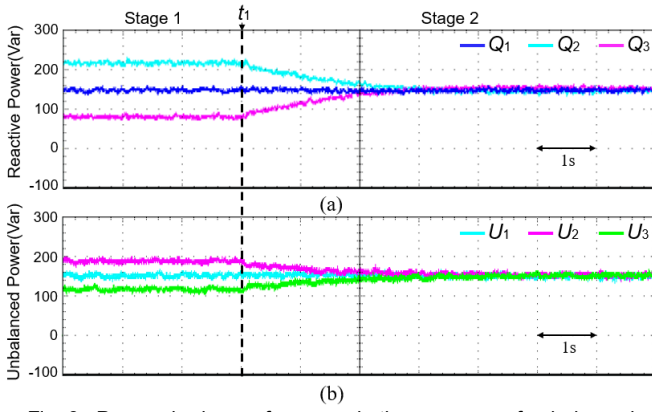 Stage 1
t1
Stage 2
Reactive Power(Var)
300
200
100
0
-100
Q1
Q2
Q3
1s
(a)
Unbalanced Power(Var)
300
200
100
0
-100
U1
U2
U3
1s
(b)